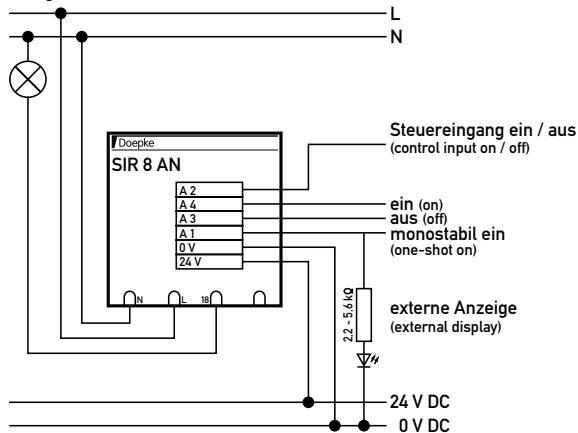 L
N
Doepke
SIR 8 AN
Steuereingang ein / aus
(control input on / off)
A 2
A 4
A 3
A 1
0 V
24 V
ein (on)
aus (off)
monostabil ein
(one-shot on)
N
L
18
2,2 - 5,6 kΩ
externe Anzeige
(external display)
24 V DC
0 V DC